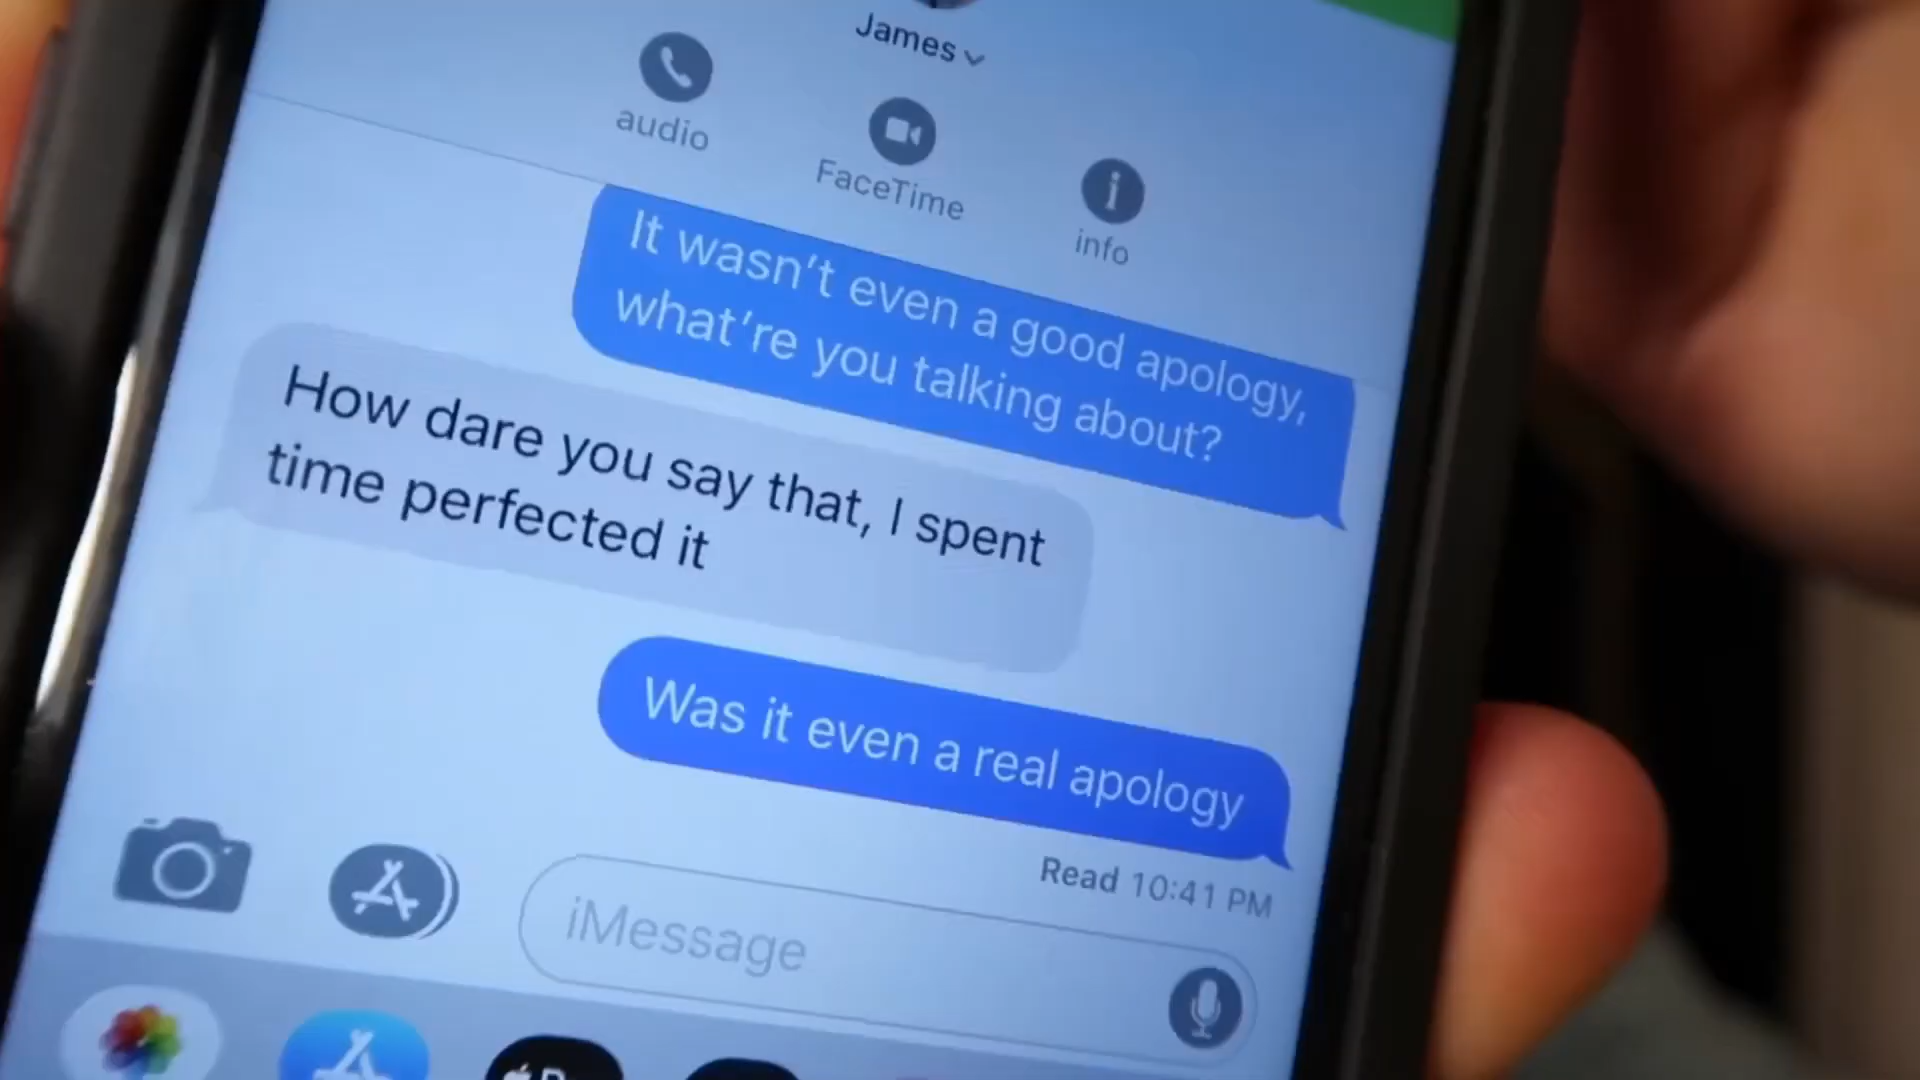 James
audio
FaceTime
info
It wasn't even a good apology,
what're you talking about?
How dare you say that, I spent
time perfected it
Was it even a real apology
Read 10:41 PM
iMessage